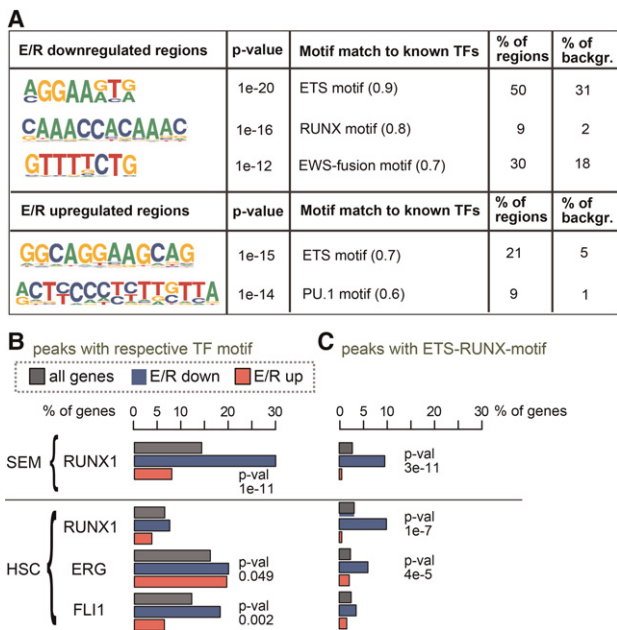 A
E/R downregulated regions p-value Motif match to known TFs % of regions % of backgr.
AGGAAGTG 1e-20 ETS motif (0.9) 50 31
CAAACCACAAAC 1e-16 RUNX motif (0.8) 9 2
GTTTTCTG 1e-12 EWS-fusion motif (0.7) 30 18
E/R upregulated regions p-value Motif match to known TFs % of regions % of backgr.
GGCAGGAAGCAG 1e-15 ETS motif (0.7) 21 5
ACTCCCCTCTTGTTA 1e-14 PU.1 motif (0.6) 9 1
B peaks with respective TF motif
C peaks with ETS-RUNX-motif
all genes E/R down E/R up
% of genes 0 5 10 20 30
0 5 10 20 30 % of genes
SEM RUNX1
p-val
1e-11
p-val
3e-11
HSC
RUNX1
p-val
1e-7
ERG
p-val
0.049
p-val
4e-5
FLI1
p-val
0.002